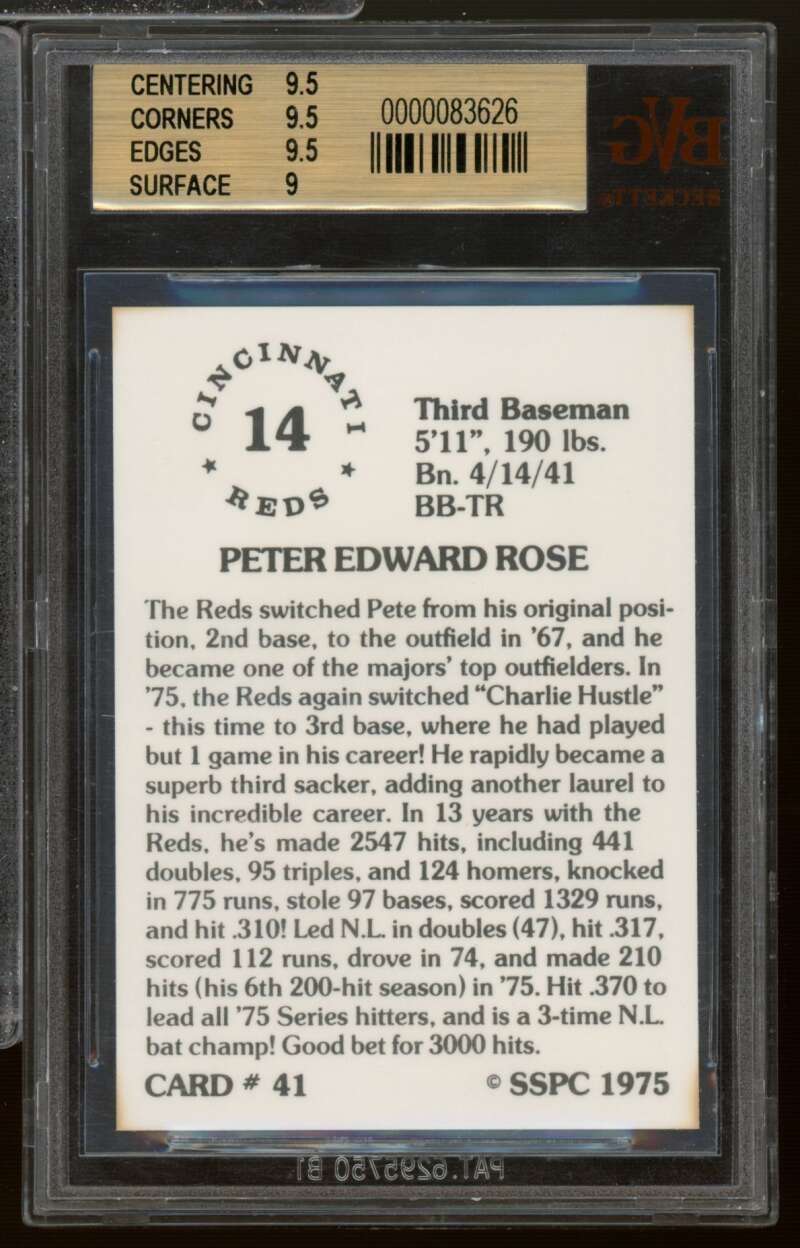 CENTERING 9.5
CORNERS 9.5
EDGES 9.5
SURFACE 9
0000083626
BVG
BECKETT
CINCINNATI
14
REDS
Third Baseman
5'11", 190 lbs.
Bn. 4/14/41
BB-TR
PETER EDWARD ROSE
The Reds switched Pete from his original posi-
tion, 2nd base, to the outfield in '67, and he
became one of the majors' top outfielders. In
'75, the Reds again switched "Charlie Hustle"
- this time to 3rd base, where he had played
but 1 game in his career! He rapidly became a
superb third sacker, adding another laurel to
his incredible career. In 13 years with the
Reds, he's made 2547 hits, including 441
doubles, 95 triples, and 124 homers, knocked
in 775 runs, stole 97 bases, scored 1329 runs,
and hit .310! Led N.L. in doubles (47), hit .317,
scored 112 runs, drove in 74, and made 210
hits (his 6th 200-hit season) in '75. Hit .370 to
lead all '75 Series hitters, and is a 3-time N.L.
bat champ! Good bet for 3000 hits.
CARD # 41 © SSPC 1975
PAT.6295750 B1